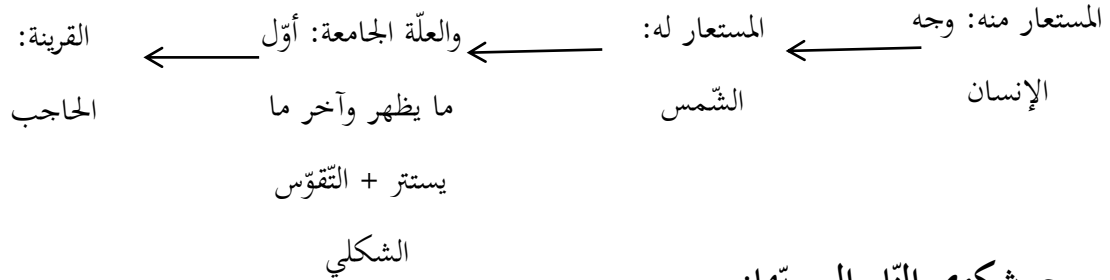 المستعار منه: وجه
الإنسان
المستعار له:
الشّمس
والعلّة الجامعة: أوّل
ما يظهر وآخر ما
يستتر + التّقوّس
الشكلي
القرينة:
الحاجب